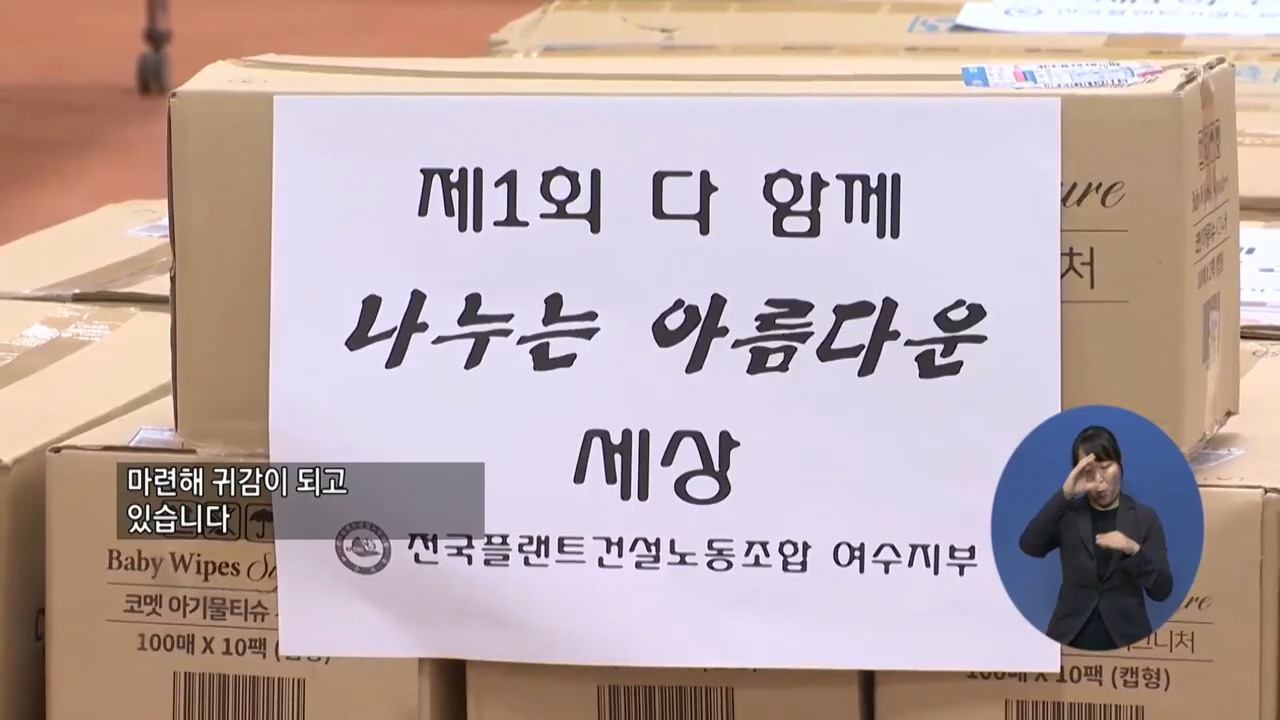 제1회 다 함께
나누는 아름다운
세상
전국플랜트건설노동조합 여수지부
마련해 귀감이 되고
있습니다
Baby Wipes
코멧 아기물티슈
100매 X 10팩
ure
처
100매 X 10팩 (캡형)